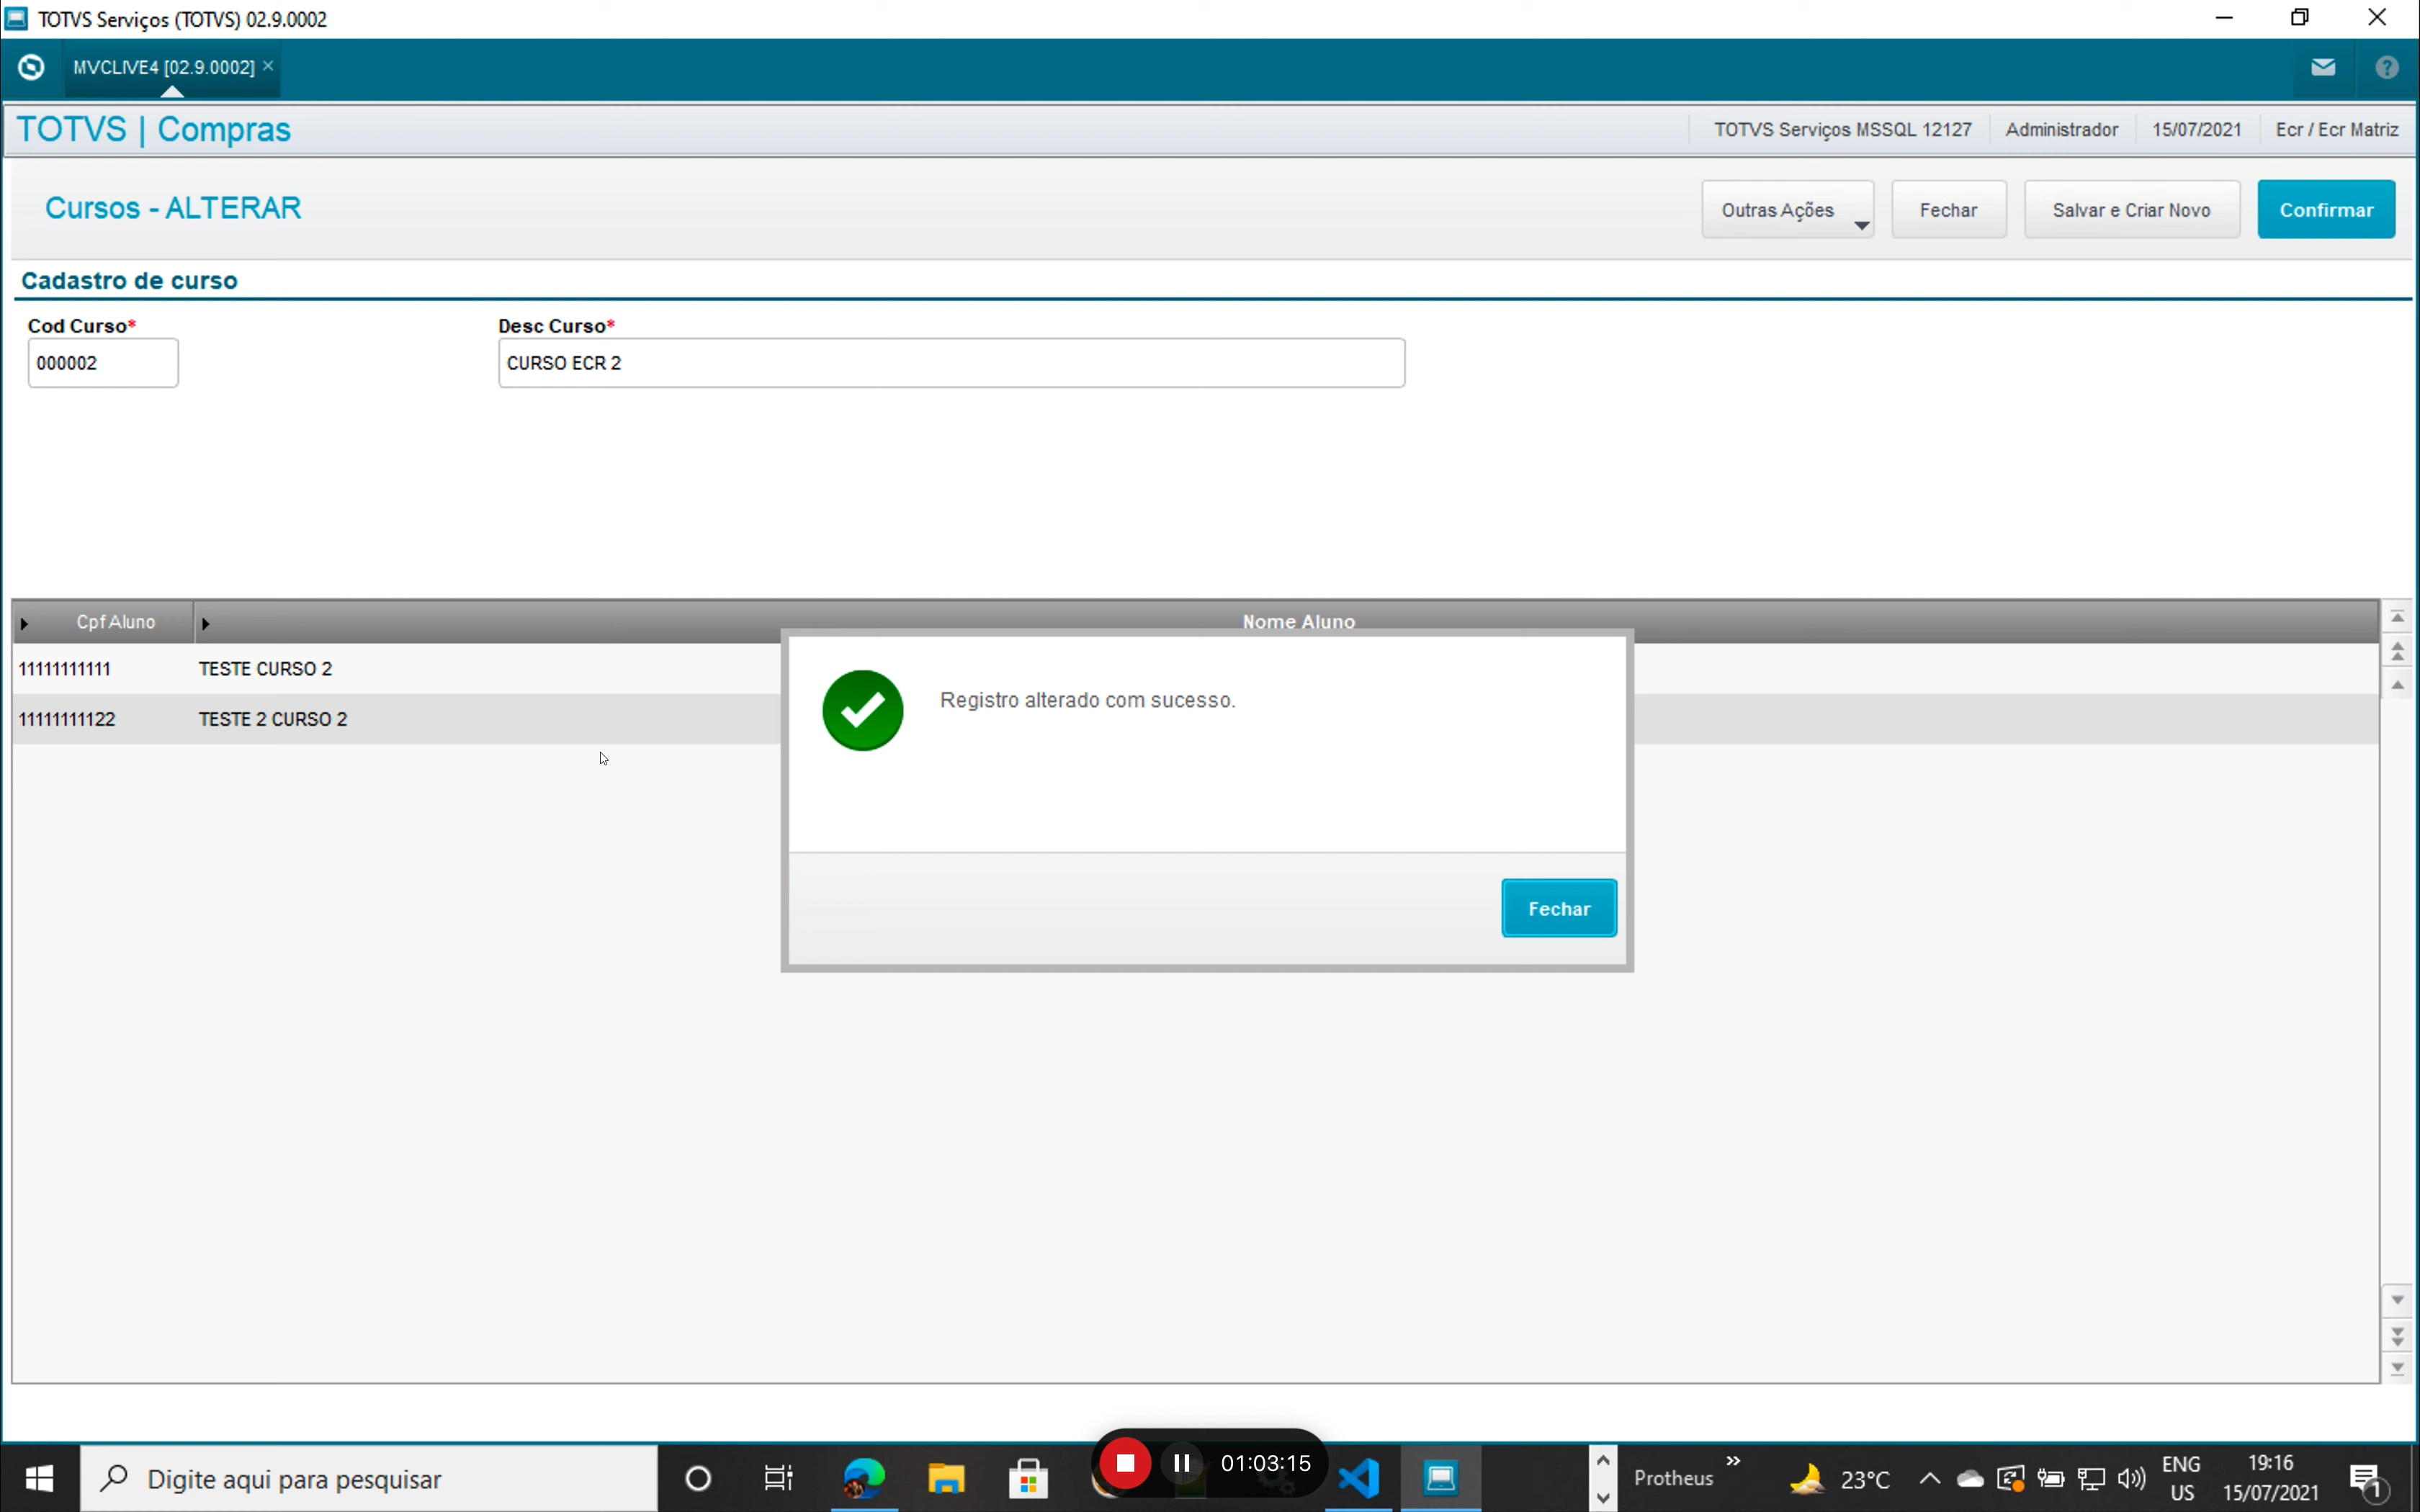 TOTVS Serviços (TOTVS) 02.9.0002
MVCLIVE4 [02.9.0002]
TOTVS | Compras
TOTVS Serviços MSSQL 12127 Administrador 15/07/2021 Ecr / Ecr Matriz
Cursos - ALTERAR
Outras Ações Fechar Salvar e Criar Novo Confirmar
Cadastro de curso
Cod Curso* Desc Curso*
000002 CURSO ECR 2
Cpf Aluno Nome Aluno
11111111111 TESTE CURSO 2
11111111122 TESTE 2 CURSO 2
Registro alterado com sucesso.
Fechar
Digite aqui para pesquisar
01:03:15
Protheus
23°C
ENG
US
19:16
15/07/2021
1